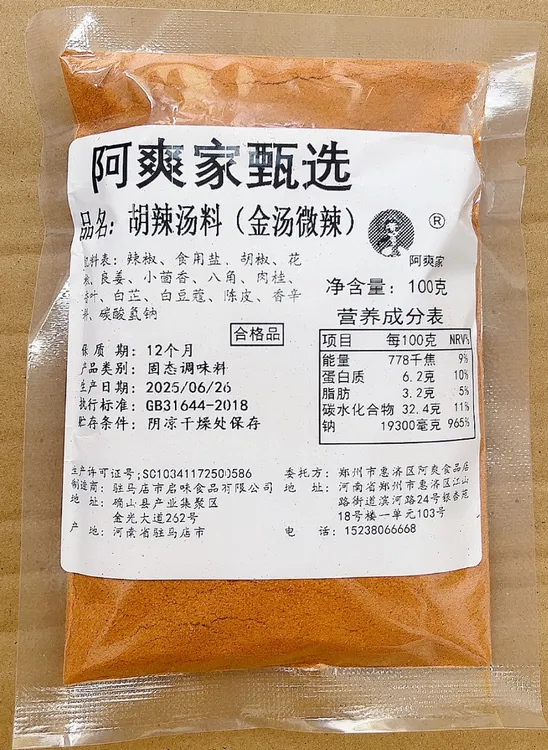 阿爽家甄选
品名：胡辣汤料（金汤微辣）
®
阿爽家
配料表：辣椒、食用盐、胡椒、花
椒、良姜、小茴香、八角、肉桂、
香叶、白芷、白豆蔻、陈皮、香辛
料、碳酸氢钠
净含量：100克
合格品
营养成分表
项目 每100克 NRV%
能量 778千焦 9%
蛋白质 6.2克 10%
脂肪 3.2克 5%
碳水化合物 32.4克 11%
钠 19300毫克 965%
保质期：12个月
产品类别：固态调味料
生产日期：2025/06/26
执行标准：GB31644-2018
贮存条件：阴凉干燥处保存
生产许可证号：SC10341172500586
制造商：驻马店市启味食品有限公司
地址：确山县产业集聚区
金光大道262号
产地：河南省驻马店市
委托方：郑州市惠济区阿爽食品店
地址：河南省郑州市惠济区江山
路街道滨河路24号银杏苑
18号楼一单元103号
电话：15238066668